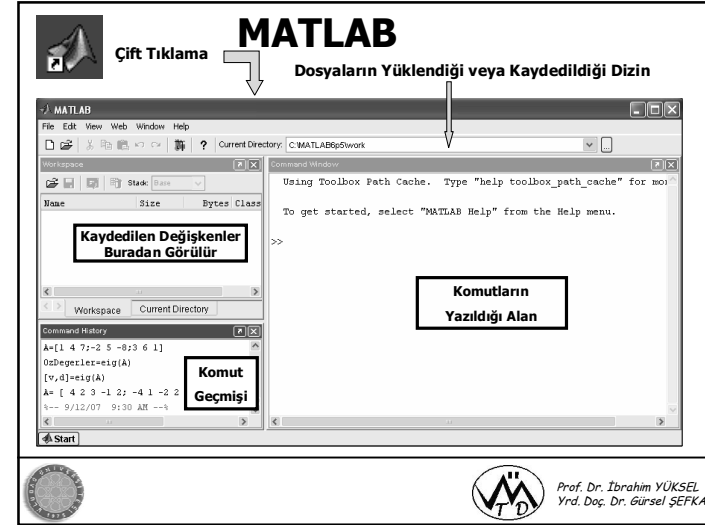 MATLAB
Çift Tıklama
Dosyaların Yüklendiği veya Kaydedildiği Dizin
MATLAB
File Edit View Web Window Help
? Current Directory: C:\MATLAB6p5\work
Workspace
Stack: Base
Name Size Bytes Class
Kaydedilen Değişkenler
Buradan Görülür
Workspace Current Directory
Command History
A=[1 4 7;-2 5 -8;3 6 1]
OzDegerler=eig(A)
[v,d]=eig(A)
A= [ 4 2 3 -1 2; -4 1 -2 2
%-- 9/12/07 9:30 AM --%
Komut
Geçmişi
Command Window
Using Toolbox Path Cache. Type "help toolbox_path_cache" for
To get started, select "MATLAB Help" from the Help menu.
>>
Komutların
Yazıldığı Alan
Start
T D
Prof. Dr. İbrahim YÜKSEL
Yrd. Doç. Dr. Gürsel ŞEFKA